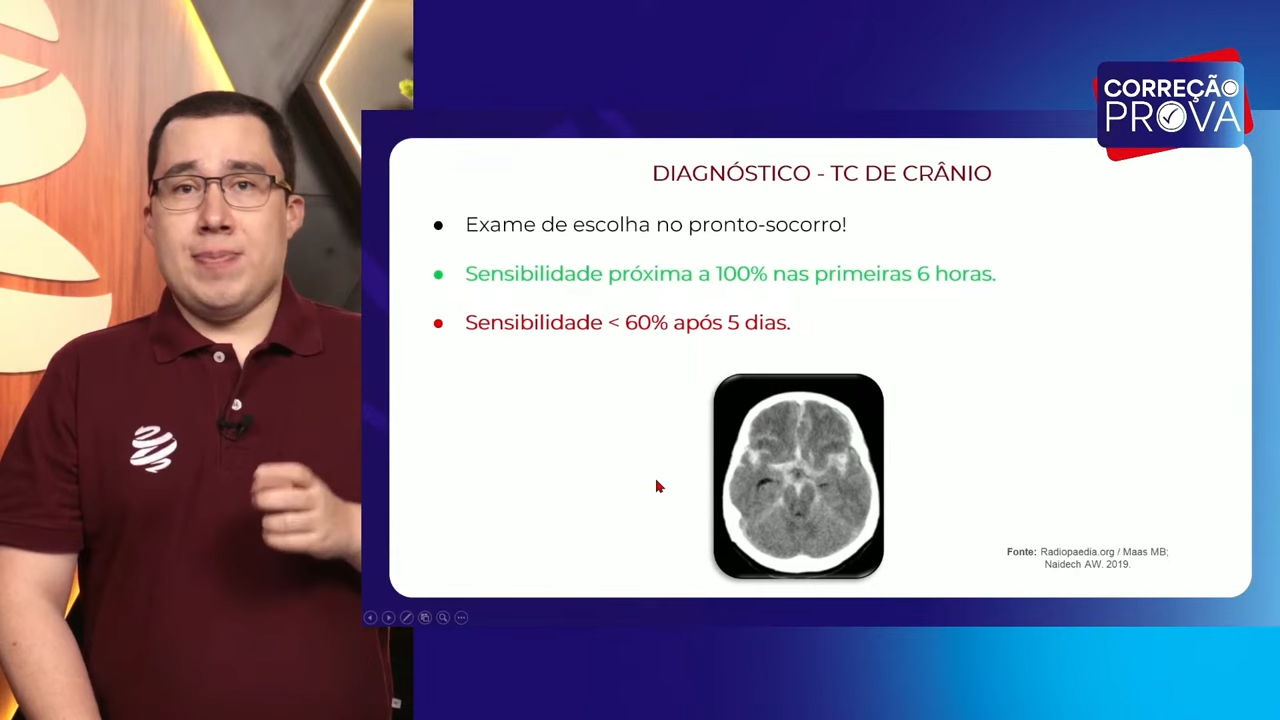 CORREÇÃO
PROVA
DIAGNÓSTICO - TC DE CRÂNIO
● Exame de escolha no pronto-socorro!
● Sensibilidade próxima a 100% nas primeiras 6 horas.
● Sensibilidade < 60% após 5 dias.
Fonte: Radiopaedia.org / Maas MB;
Naidech AW. 2019.